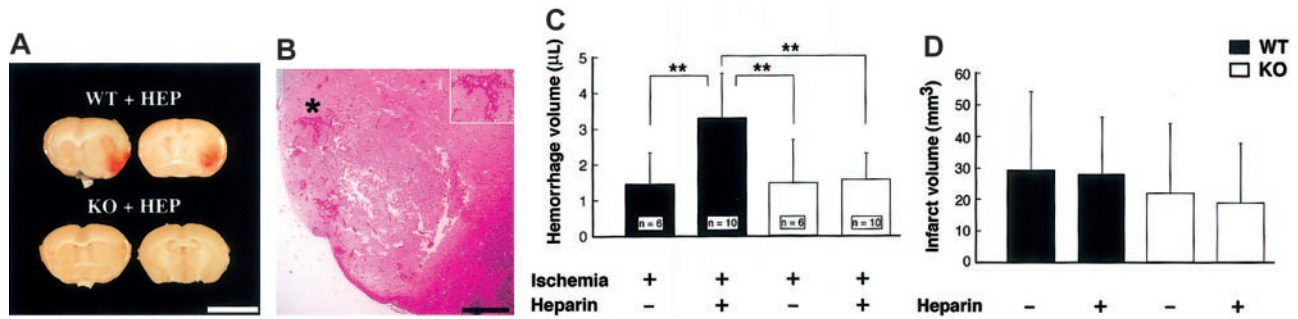 A
WT + HEP
KO + HEP
B
*
C
Hemorrhage volume (µL)
5
4
3
2
1
**
**
**
n = 6
n = 10
n = 6
n = 10
Ischemia + + + +
Heparin − + − +
D
WT
KO
Infarct volume (mm³)
60
50
40
30
20
10
0
Heparin − + − +